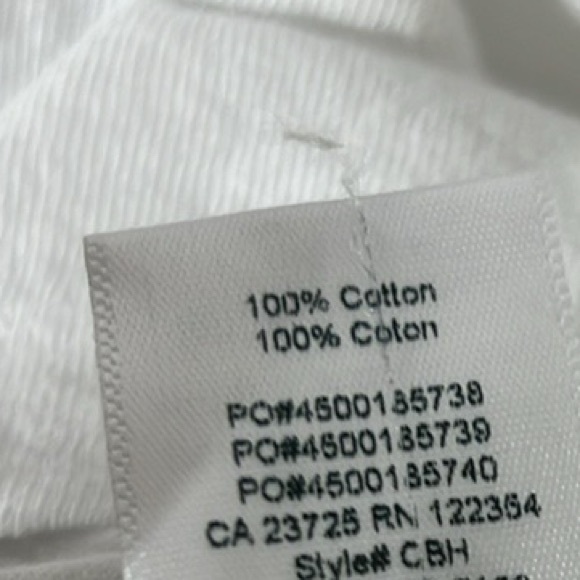 100% Cotton
100% Coton
PO#4500185738
PO#4500185739
PO#4500185740
CA 23725 RN 122364
Style# CBH